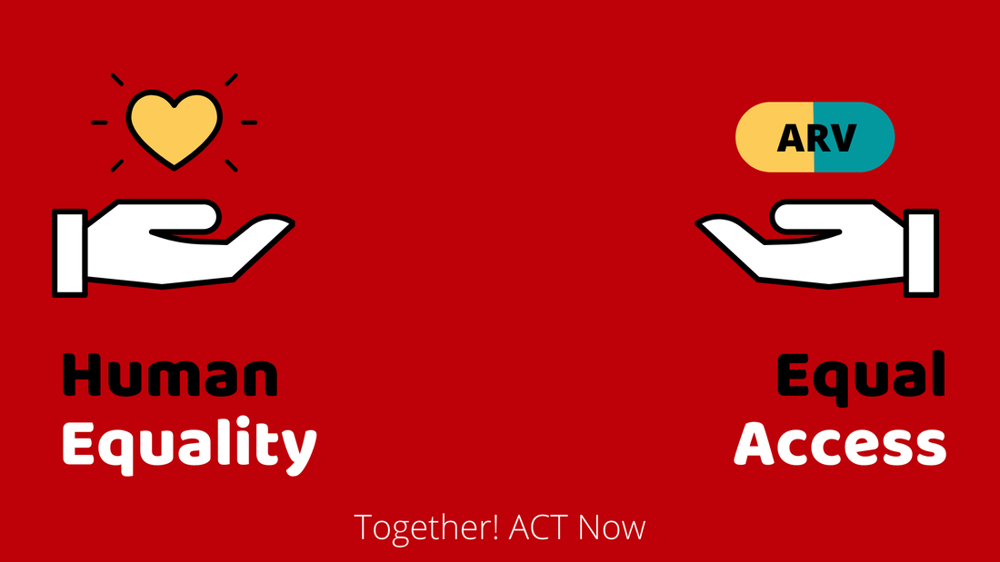 ARV
Human
Equality
Equal
Access
Together! ACT Now